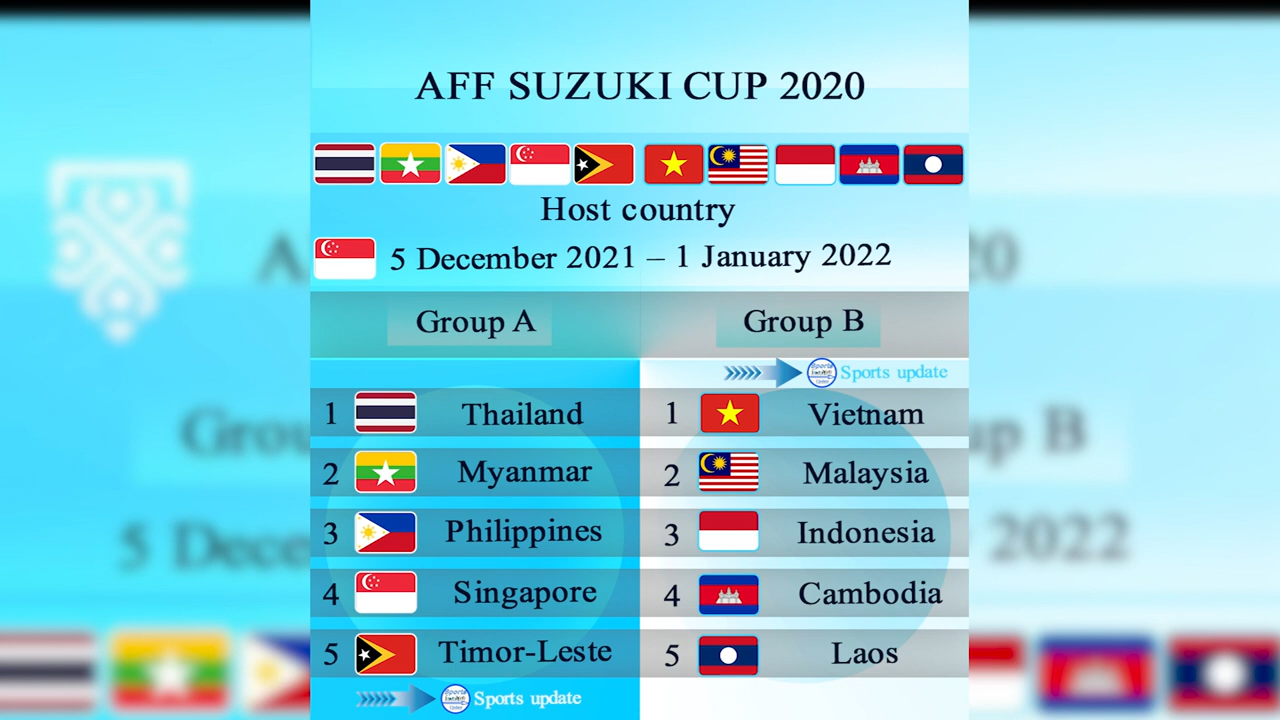 AFF SUZUKI CUP 2020
Host country
5 December 2021 – 1 January 2022
Group A
Group B
Sports update
1 Thailand
1 Vietnam
2 Myanmar
2 Malaysia
3 Philippines
3 Indonesia
4 Singapore
4 Cambodia
5 Timor-Leste
5 Laos
Sports update